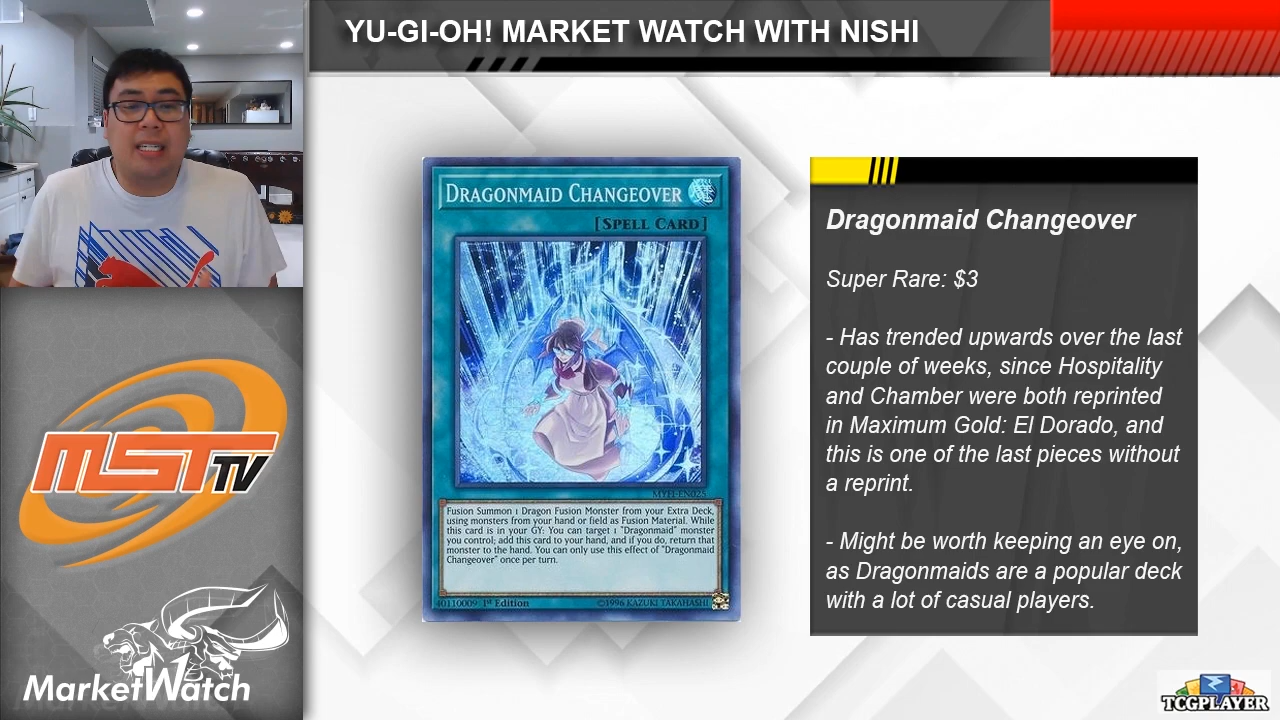 YU-GI-OH! MARKET WATCH WITH NISHI
DRAGONMAID CHANGEOVER
[SPELL CARD]
MYFI-EN025
Fusion Summon 1 Dragon Fusion Monster from your Extra Deck,
using monsters from your hand or field as Fusion Material. While
this card is in your GY: You can target 1 "Dragonmaid" monster
you control; add this card to your hand, and if you do, return that
monster to the hand. You can only use this effect of "Dragonmaid
Changeover" once per turn.
40110009 1st Edition
©1996 KAZUKI TAKAHASHI
Dragonmaid Changeover
Super Rare: $3
- Has trended upwards over the last
couple of weeks, since Hospitality
and Chamber were both reprinted
in Maximum Gold: El Dorado, and
this is one of the last pieces without
a reprint.
- Might be worth keeping an eye on,
as Dragonmaids are a popular deck
with a lot of casual players.
MST TV
MarketWatch
TCGPLAYER